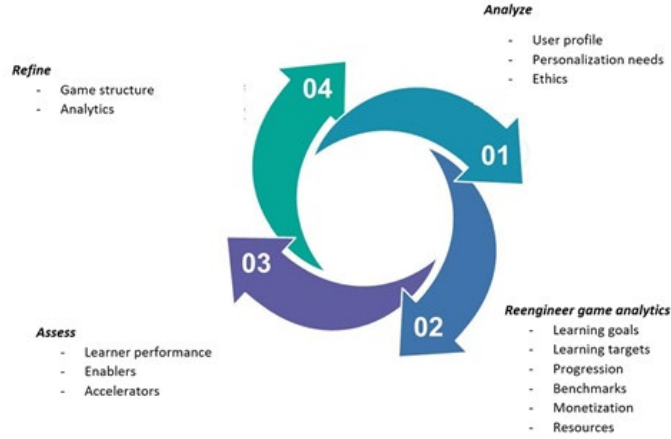 Analyze
- User profile
- Personalization needs
- Ethics
01
Reengineer game analytics
- Learning goals
- Learning targets
- Progression
- Benchmarks
- Monetization
- Resources
02
Assess
- Learner performance
- Enablers
- Accelerators
03
Refine
- Game structure
- Analytics
04